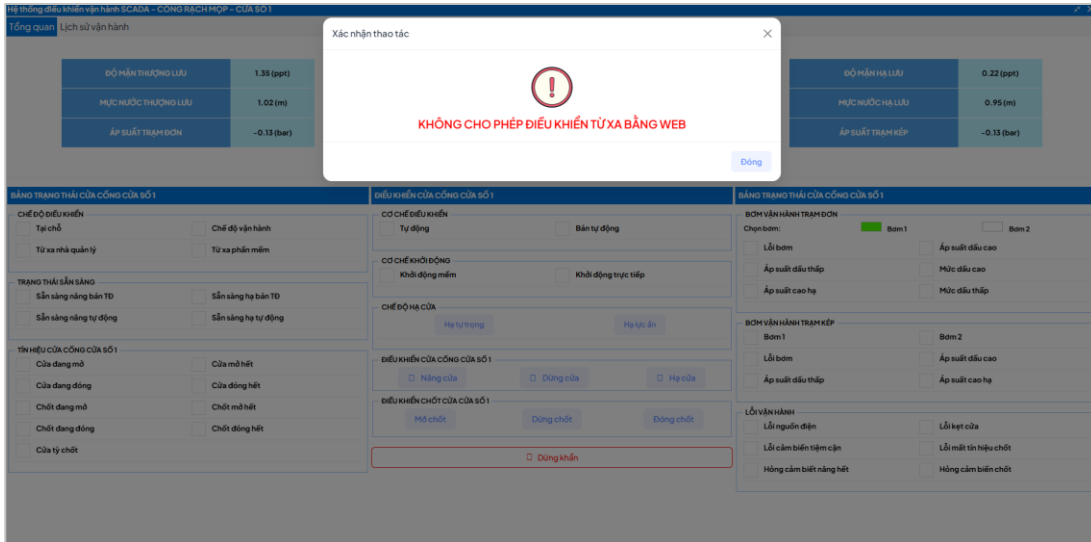 Hệ thống điều khiển vận hành SCADA - CỐNG RẠCH MỌP - CỬA SỐ 1
Tổng quan Lịch sử vận hành
Xác nhận thao tác
KHÔNG CHO PHÉP ĐIỀU KHIỂN TỪ XA BẰNG WEB
Đóng
ĐỘ MẶN THƯỢNG LƯU 1.35 (ppt)
MỰC NƯỚC THƯỢNG LƯU 1.02 (m)
ÁP SUẤT TRẠM ĐƠN -0.13 (bar)
ĐỘ MẶN HẠ LƯU 0.22 (ppt)
MỰC NƯỚC HẠ LƯU 0.95 (m)
ÁP SUẤT TRẠM KÉP -0.13 (bar)
BẢNG TRẠNG THÁI CỬA CỐNG CỬA SỐ 1
CHẾ ĐỘ ĐIỀU KHIỂN
Tại chỗ Chế độ vận hành
Từ xa nhà quản lý Từ xa phần mềm
TRẠNG THÁI SẴN SÀNG
Sẵn sàng nâng bán TĐ Sẵn sàng hạ bán TĐ
Sẵn sàng nâng tự động Sẵn sàng hạ tự động
TÍN HIỆU CỬA CỐNG CỬA SỐ 1
Cửa đang mở Cửa mở hết
Cửa đang đóng Cửa đóng hết
Chốt đang mở Chốt mở hết
Chốt đang đóng Chốt đóng hết
Cửa tỳ chốt
ĐIỀU KHIỂN CỬA CỐNG CỬA SỐ 1
CƠ CHẾ ĐIỀU KHIỂN
Tự động Bán tự động
CƠ CHẾ KHỞI ĐỘNG
Khởi động mềm Khởi động trực tiếp
CHẾ ĐỘ HẠ CỬA
Hạ tự trọng Hạ lực ấn
ĐIỀU KHIỂN CỬA CỐNG CỬA SỐ 1
Nâng cửa Dừng cửa Hạ cửa
ĐIỀU KHIỂN CHỐT CỬA CỬA SỐ 1
Mở chốt Dừng chốt Đóng chốt
Dừng khẩn
BẢNG TRẠNG THÁI CỬA CỐNG CỬA SỐ 1
BƠM VẬN HÀNH TRẠM ĐƠN
Chọn bơm: Bơm 1 Bơm 2
Lỗi bơm Áp suất dầu cao
Áp suất dầu thấp Mức dầu cao
Áp suất cao hạ Mức dầu thấp
BƠM VẬN HÀNH TRẠM KÉP
Bơm 1 Bơm 2
Lỗi bơm Áp suất dầu cao
Áp suất dầu thấp Áp suất cao hạ
LỖI VẬN HÀNH
Lỗi nguồn điện Lỗi kẹt cửa
Lỗi cảm biến tiệm cận Lỗi mất tín hiệu chốt
Hỏng cảm biết nâng hết Hỏng cảm biến chốt